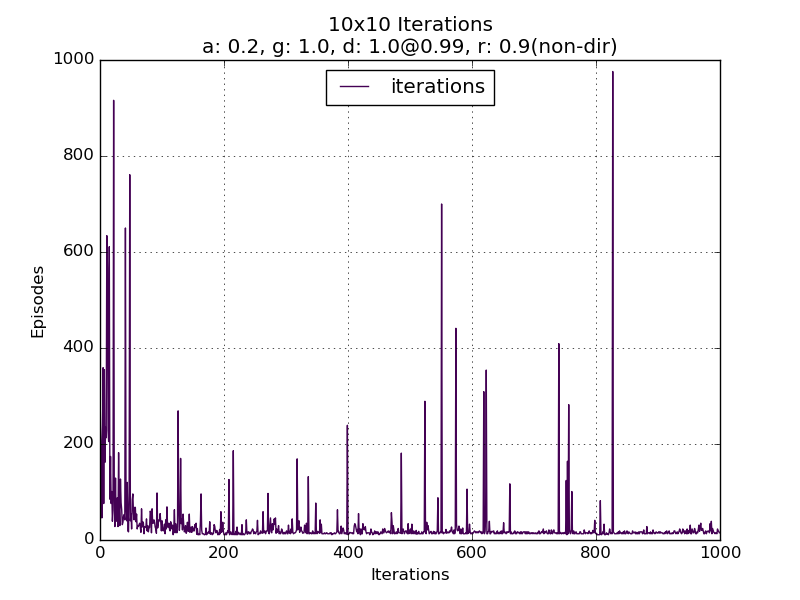 10x10 Iterations
a: 0.2, g: 1.0, d: 1.0@0.99, r: 0.9(non-dir)
iterations
1000
800
600
400
200
0
Episodes
0 200 400 600 800 1000
Iterations